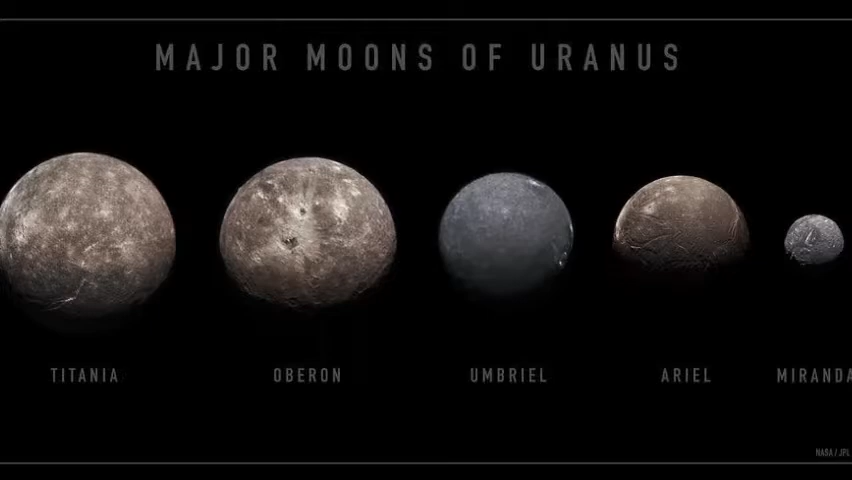 MAJOR MOONS OF URANUS
TITANIA OBERON UMBRIEL ARIEL MIRANDA
NASA / JPL